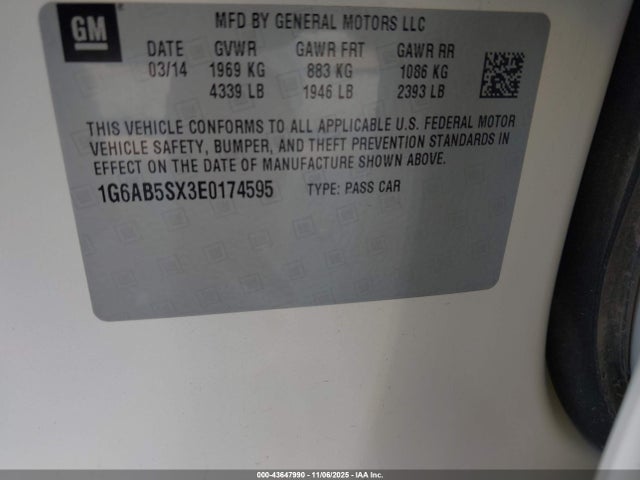 GM
MFD BY GENERAL MOTORS LLC
DATE GVWR GAWR FRT GAWR RR
03/14 1969 KG 883 KG 1086 KG
4339 LB 1946 LB 2393 LB
THIS VEHICLE CONFORMS TO ALL APPLICABLE U.S. FEDERAL MOTOR
VEHICLE SAFETY, BUMPER, AND THEFT PREVENTION STANDARDS IN
EFFECT ON THE DATE OF MANUFACTURE SHOWN ABOVE.
1G6AB5SX3E0174595 TYPE: PASS CAR
000-43647990 - 11/06/2025 - IAA Inc.